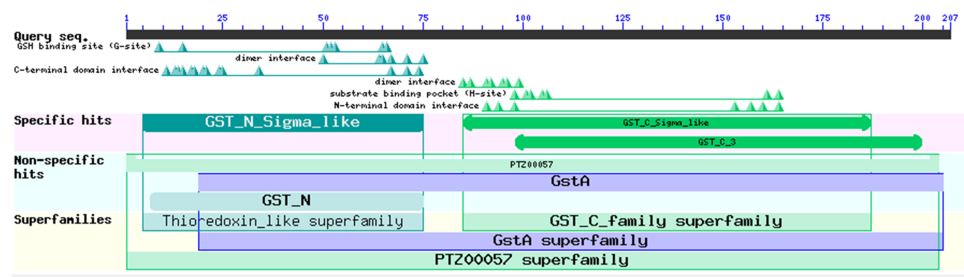 1 25 50 75 100 125 150 175 200 207
Query seq.
GSH binding site (G-site)
dimer interface
C-terminal domain interface
dimer interface
substrate binding pocket (H-site)
N-terminal domain interface
Specific hits
GST_N_Sigma_like
GST_C_Sigma_like
GST_C_3
Non-specific
hits
PTZ00057
GstA
GST_N
Superfamilies
Thioredoxin_like superfamily
GST_C_family superfamily
GstA superfamily
PTZ00057 superfamily